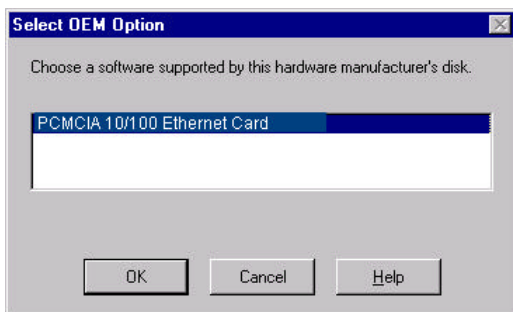 Select OEM Option
Choose a software supported by this hardware manufacturer's disk.
PCMCIA 10/100 Ethernet Card
OK Cancel Help